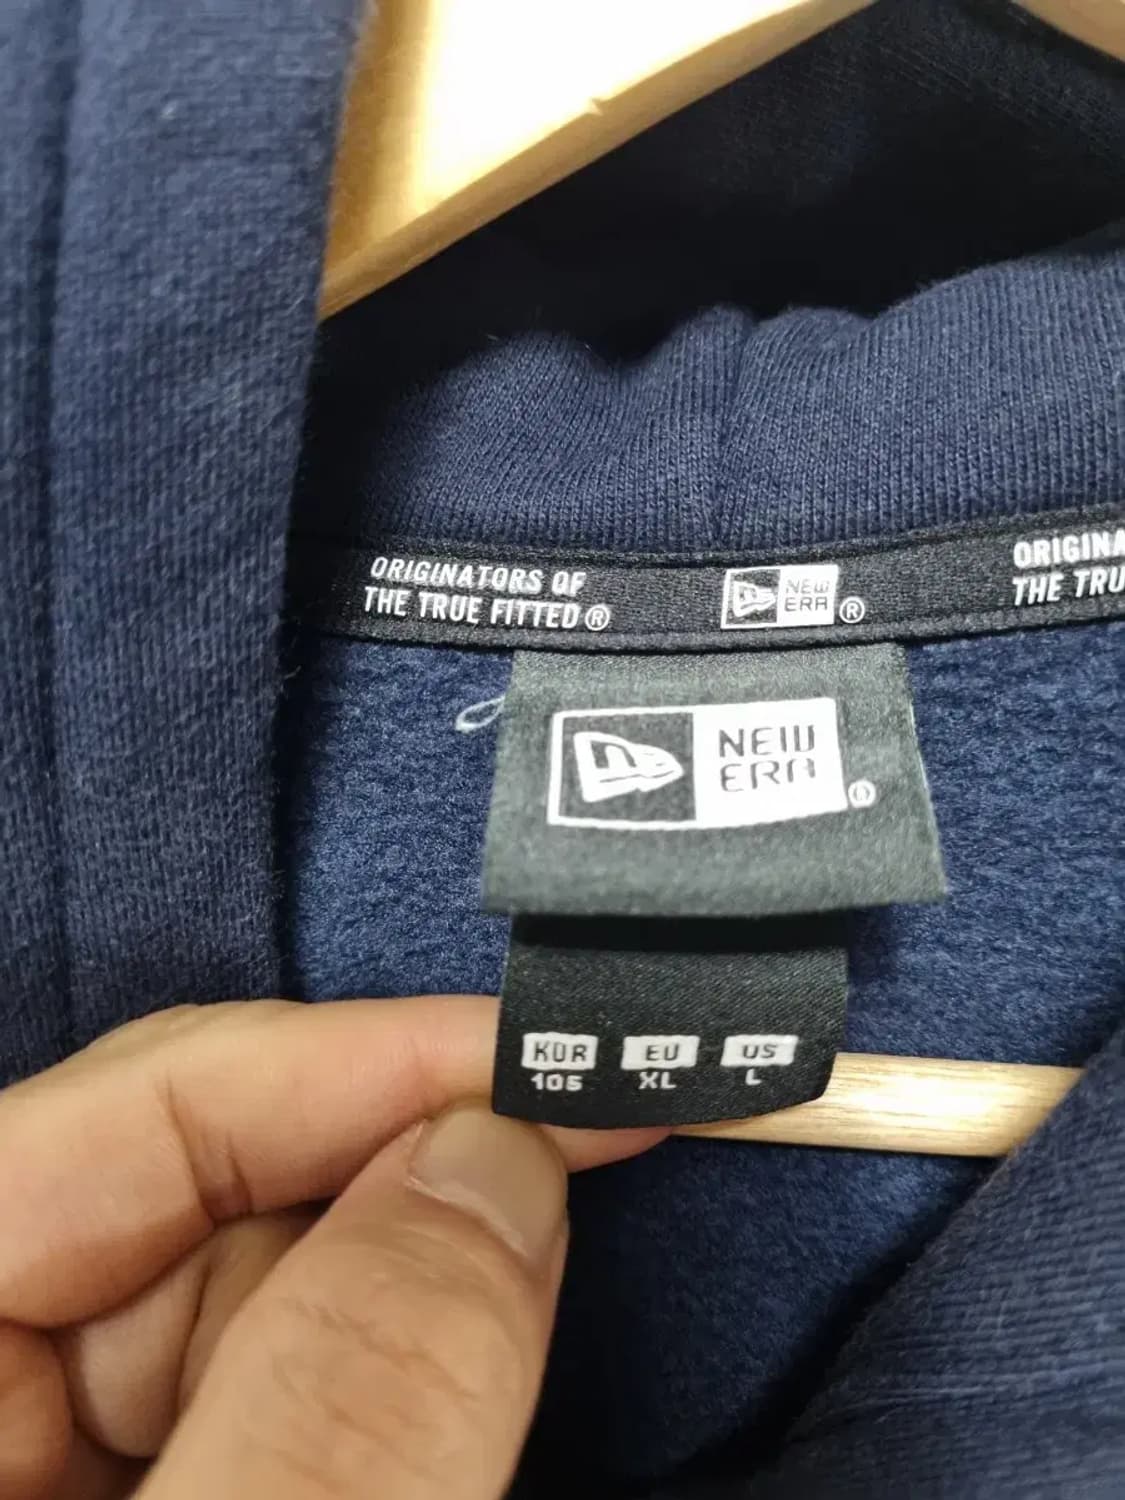 ORIGINATORS OF
THE TRUE FITTED®
NEW
ERA®
ORIGINA
THE TRU
NEW
ERA®
KOR EU US
105 XL L